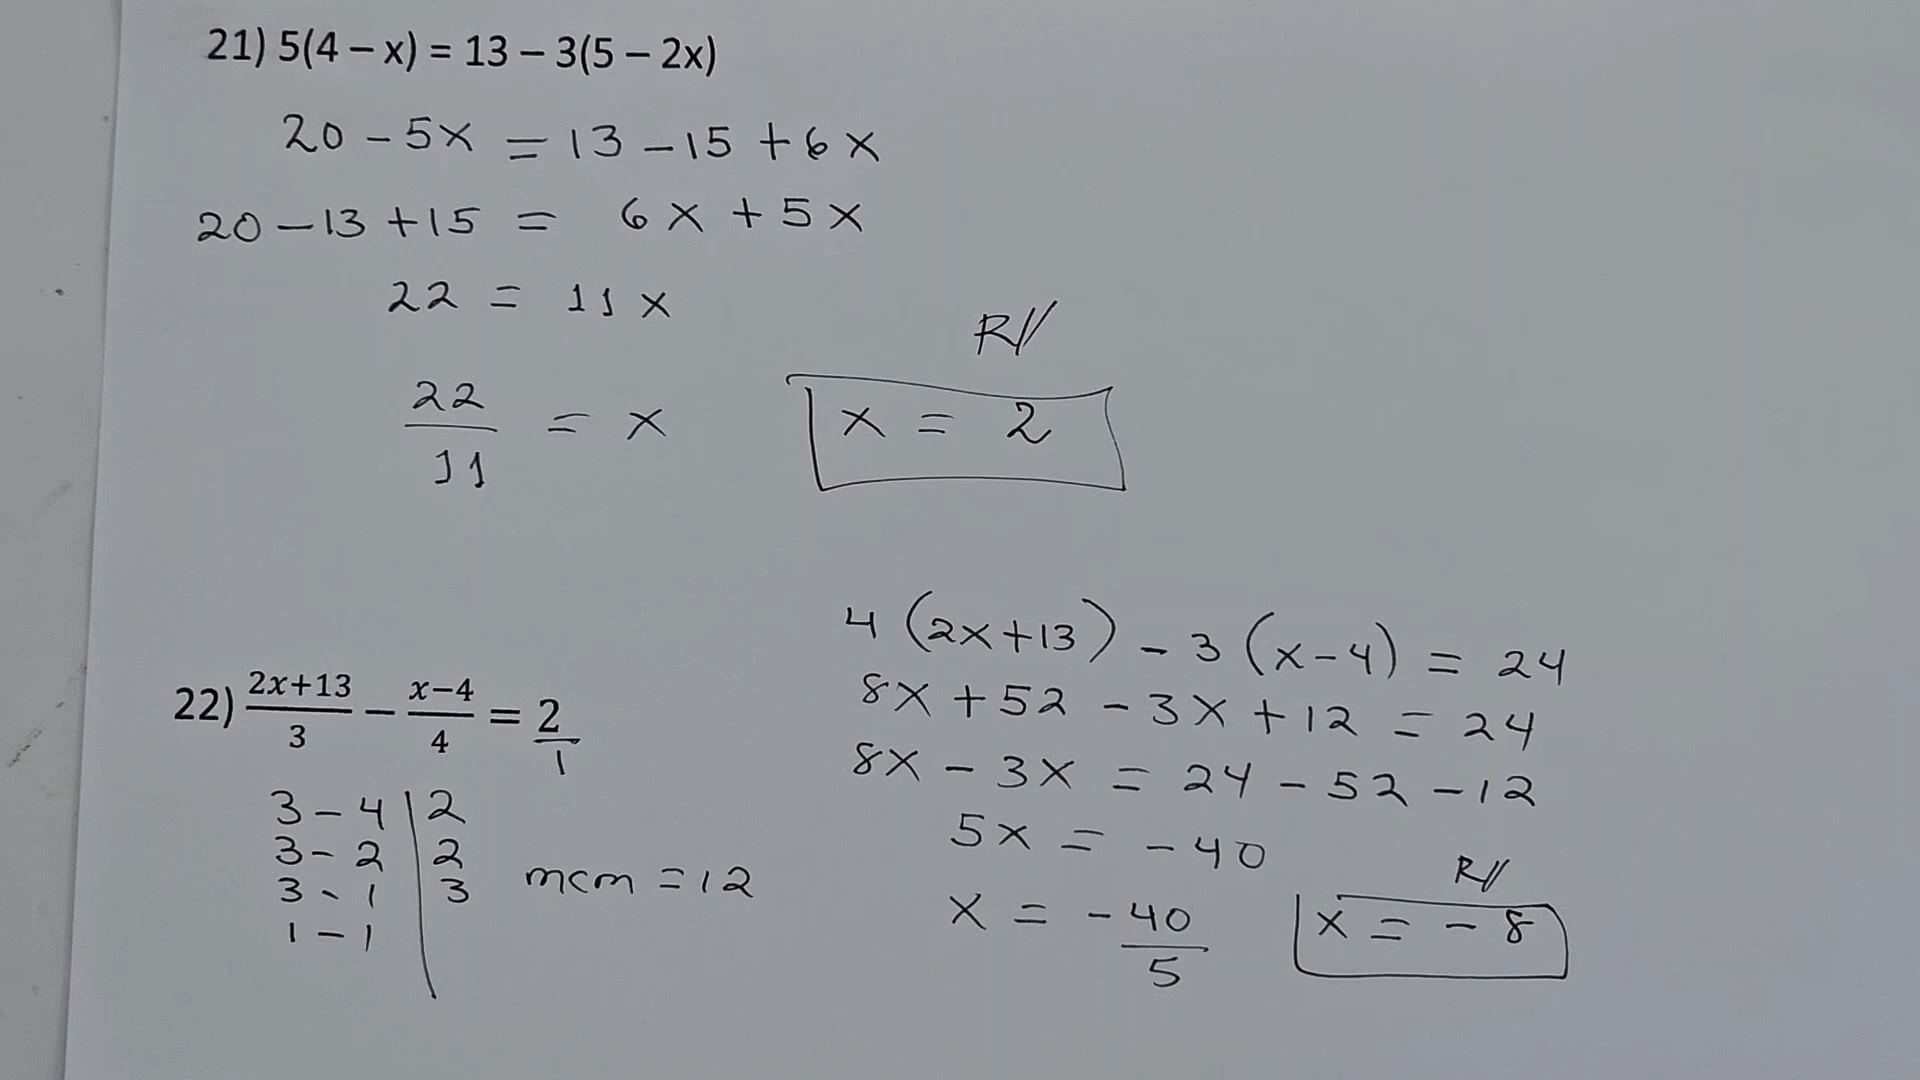 21) 5(4 – x) = 13 – 3(5 – 2x)
20 - 5x = 13 - 15 + 6x
20 - 13 + 15 = 6x + 5x
22 = 11x
22/11 = x
R//
x = 2
22) (2x+13)/3 – (x–4)/4 = 2/1
3 - 4 | 2
3 - 2 | 2
3 - 1 | 3
1 - 1 |
mcm = 12
4(2x+13) - 3(x-4) = 24
8x + 52 - 3x + 12 = 24
8x - 3x = 24 - 52 - 12
5x = -40
x = -40/5
R//
x = -8